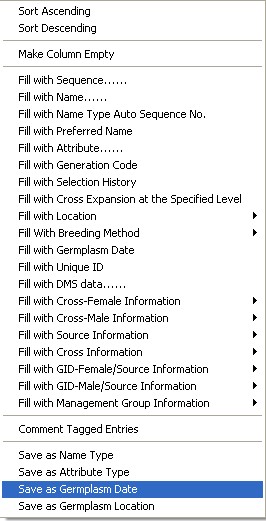 Sort Ascending
Sort Descending
Make Column Empty
Fill with Sequence......
Fill with Name......
Fill with Name Type Auto Sequence No.
Fill with Preferred Name
Fill with Attribute......
Fill with Generation Code
Fill with Selection History
Fill with Cross Expansion at the Specified Level
Fill with Location
Fill With Breeding Method
Fill with Germplasm Date
Fill with Unique ID
Fill with DMS data......
Fill with Cross-Female Information
Fill with Cross-Male Information
Fill with Source Information
Fill with Cross Information
Fill with GID-Female/Source Information
Fill with GID-Male/Source Information
Fill with Management Group Information
Comment Tagged Entries
Save as Name Type
Save as Attribute Type
Save as Germplasm Date
Save as Germplasm Location